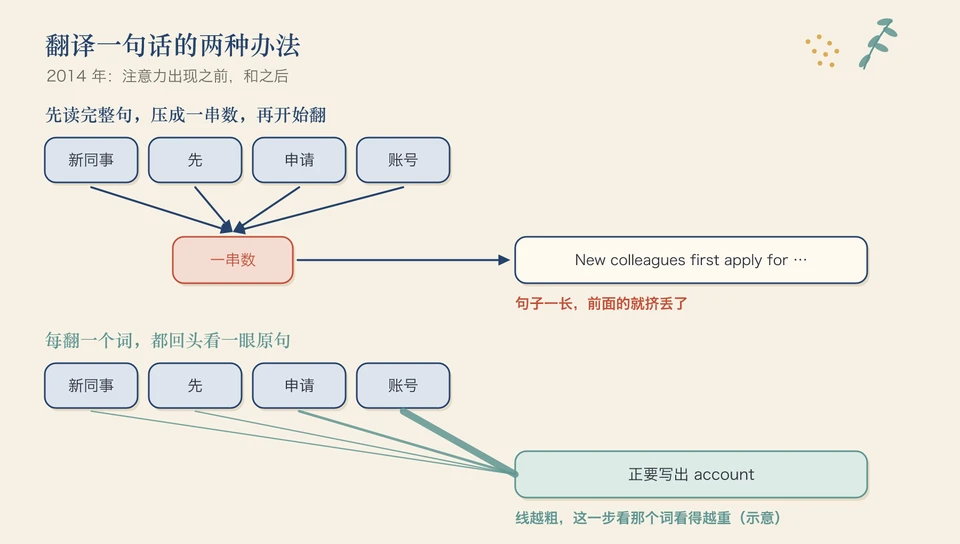 翻译一句话的两种办法
2014 年：注意力出现之前，和之后
先读完整句，压成一串数，再开始翻
新同事 先 申请 账号
一串数 New colleagues first apply for ⋯
句子一长，前面的就挤丢了
每翻一个词，都回头看一眼原句
新同事 先 申请 账号
正要写出 account
线越粗，这一步看那个词看得越重（示意）